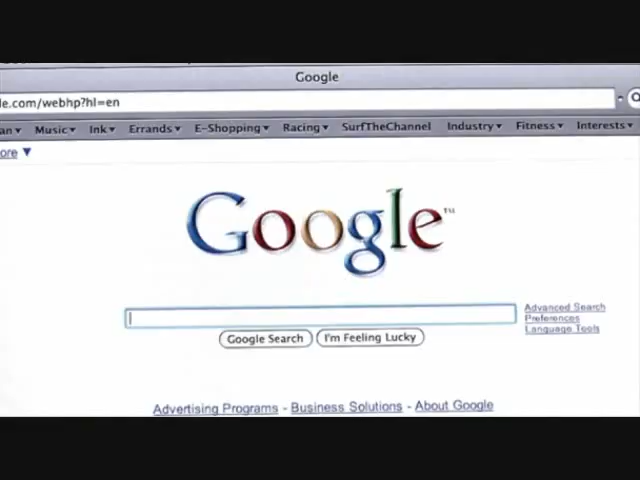 Google
le.com/webhp?hl=en
an▼ Music▼ Ink▼ Errands▼ E-Shopping▼ Racing▼ SurfTheChannel Industry▼ Fitness▼ Interests▼
ore ▼
Google™
Advanced Search
Preferences
Language Tools
Google Search I'm Feeling Lucky
Advertising Programs - Business Solutions - About Google